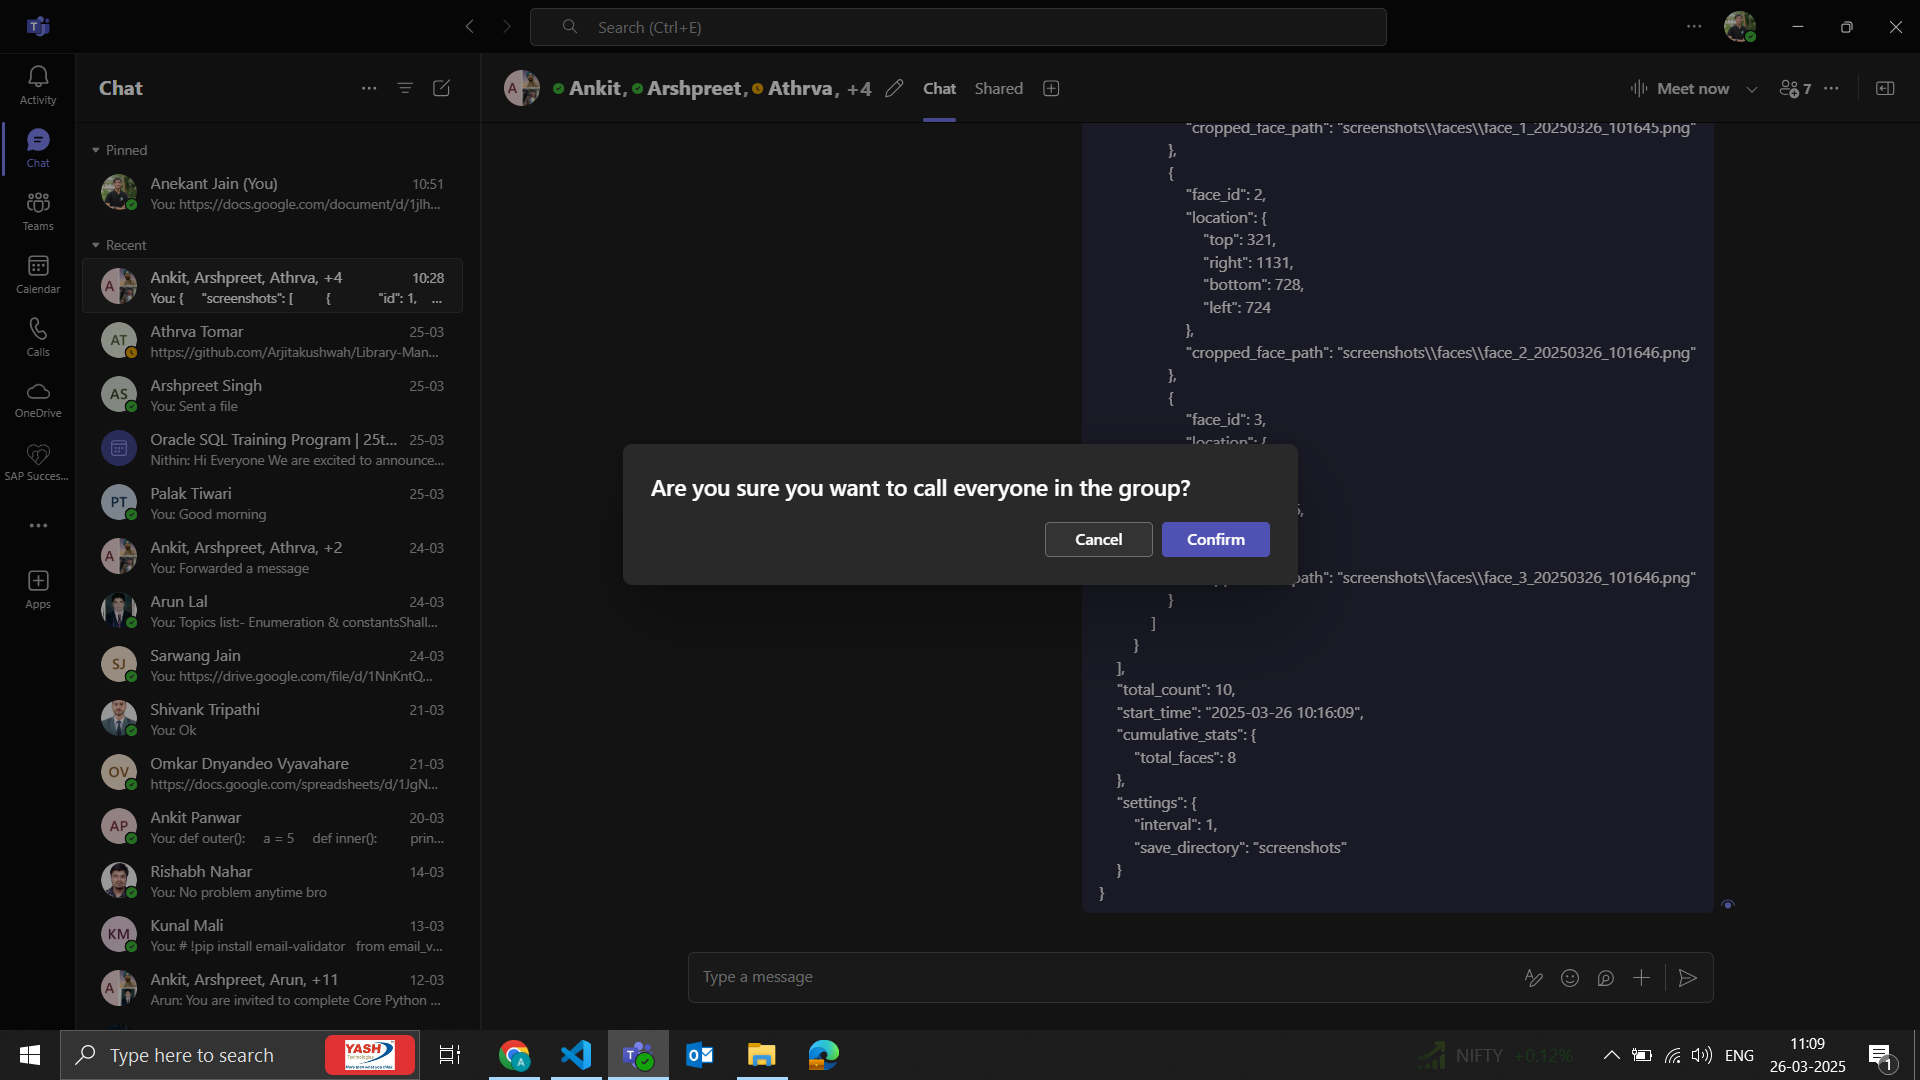 Search (Ctrl+E)
Activity
Chat
Teams
Calendar
Calls
OneDrive
SAP Succes...
Apps
Chat
Pinned
Anekant Jain (You) 10:51
You: https://docs.google.com/document/d/1jlh...
Recent
Ankit, Arshpreet, Athrva, +4 10:28
You: { "screenshots": [ { "id": 1, ...
AT Athrva Tomar 25-03
https://github.com/Arjitakushwah/Library-Man...
AS Arshpreet Singh 25-03
You: Sent a file
Oracle SQL Training Program | 25t... 25-03
Nithin: Hi Everyone We are excited to announce...
PT Palak Tiwari 25-03
You: Good morning
A Ankit, Arshpreet, Athrva, +2 24-03
You: Forwarded a message
Arun Lal 24-03
You: Topics list:- Enumeration & constantsShall...
SJ Sarwang Jain 24-03
You: https://drive.google.com/file/d/1NnKntQ...
Shivank Tripathi 21-03
You: Ok
OV Omkar Dnyandeo Vyavahare 21-03
https://docs.google.com/spreadsheets/d/1JgN...
AP Ankit Panwar 20-03
You: def outer(): a = 5 def inner(): prin...
Rishabh Nahar 14-03
You: No problem anytime bro
KM Kunal Mali 13-03
You: # !pip install email-validator from email_v...
A Ankit, Arshpreet, Arun, +11 12-03
Arun: You are invited to complete Core Python ...
A Ankit, Arshpreet, Athrva, +4 Chat Shared Meet now 7
"cropped_face_path": "screenshots\\faces\\face_1_20250326_101645.png"
},
{
"face_id": 2,
"location": {
"top": 321,
"right": 1131,
"bottom": 728,
"left": 724
},
"cropped_face_path": "screenshots\\faces\\face_2_20250326_101646.png"
},
{
"face_id": 3,
"location": {
Are you sure you want to call everyone in the group?
Cancel Confirm
path": "screenshots\\faces\\face_3_20250326_101646.png"
}
]
}
],
"total_count": 10,
"start_time": "2025-03-26 10:16:09",
"cumulative_stats": {
"total_faces": 8
},
"settings": {
"interval": 1,
"save_directory": "screenshots"
}
}
Type a message
Type here to search
YASH
NIFTY +0.12%
ENG
11:09
26-03-2025
1